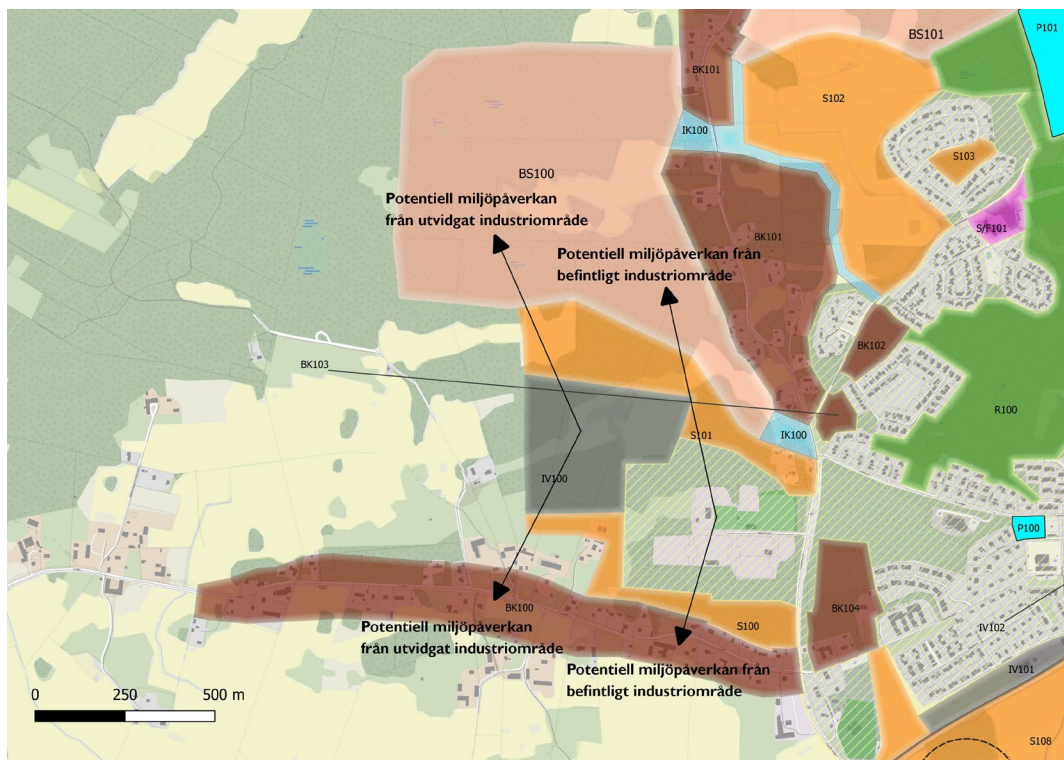 BS101
P101
BK101
S102
IK100
S103
BS100
Potentiell miljöpåverkan
från utvidgat industriområde
S/F101
BK101
Potentiell miljöpåverkan från
befintligt industriområde
BK102
BK103
R100
S101
IK100
IV100
P100
BK100
BK104
S100
IV102
Potentiell miljöpåverkan
från utvidgat industriområde
Potentiell miljöpåverkan från
befintligt industriområde
IV101
0 250 500 m
S108